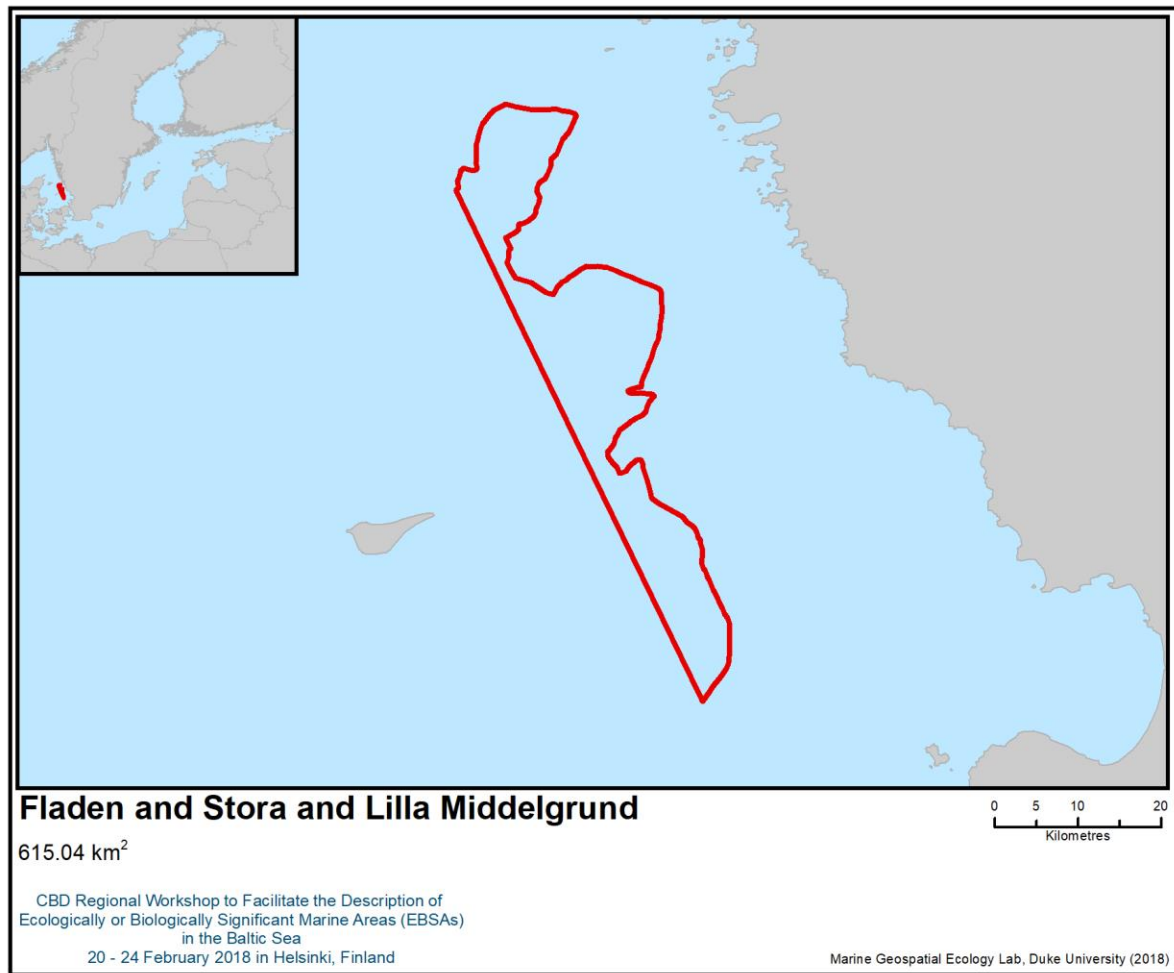 Fladen and Stora and Lilla Middelgrund
615.04 km²
0 5 10 20
Kilometres
CBD Regional Workshop to Facilitate the Description of
Ecologically or Biologically Significant Marine Areas (EBSAs)
in the Baltic Sea
20 - 24 February 2018 in Helsinki, Finland
Marine Geospatial Ecology Lab, Duke University (2018)